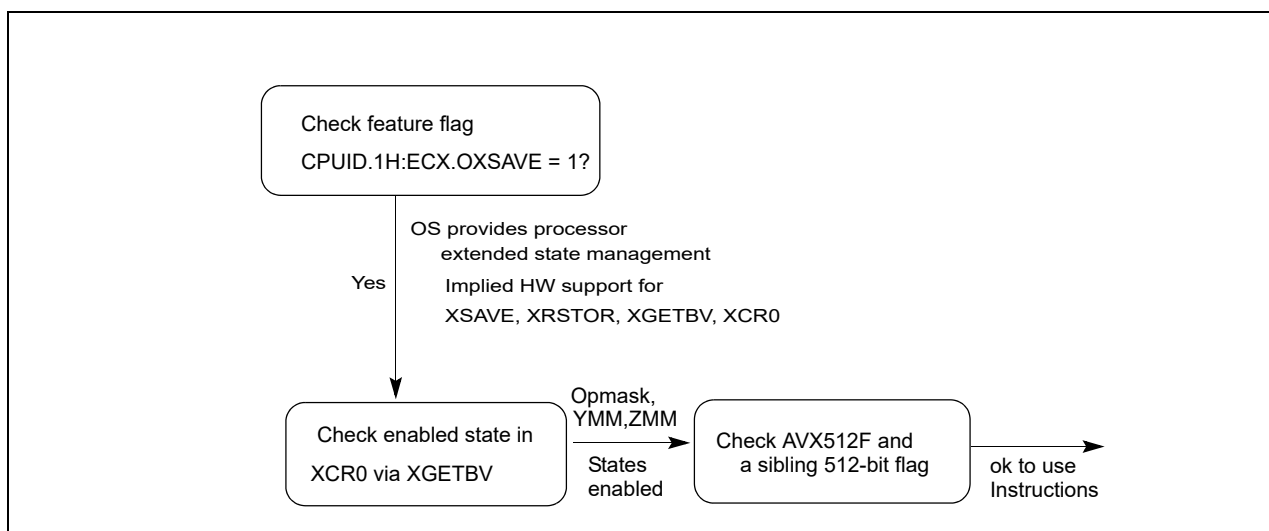 Check feature flag
CPUID.1H:ECX.OXSAVE = 1?
OS provides processor
extended state management
Yes
Implied HW support for
XSAVE, XRSTOR, XGETBV, XCR0
Check enabled state in
XCR0 via XGETBV
Opmask,
YMM,ZMM
States
enabled
Check AVX512F and
a sibling 512-bit flag
ok to use
Instructions